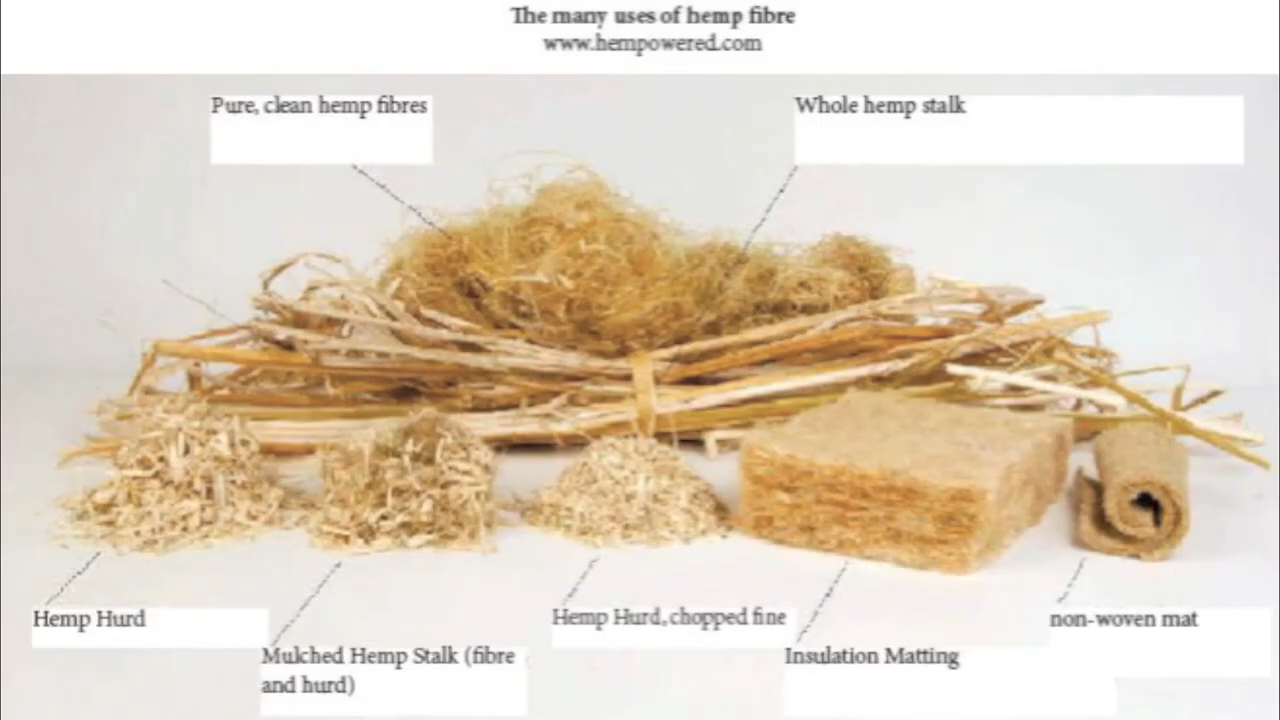 The many uses of hemp fibre
www.hempowered.com
Pure, clean hemp fibres
Whole hemp stalk
Hemp Hurd
Mulched Hemp Stalk (fibre
and hurd)
Hemp Hurd, chopped fine
Insulation Matting
non-woven mat